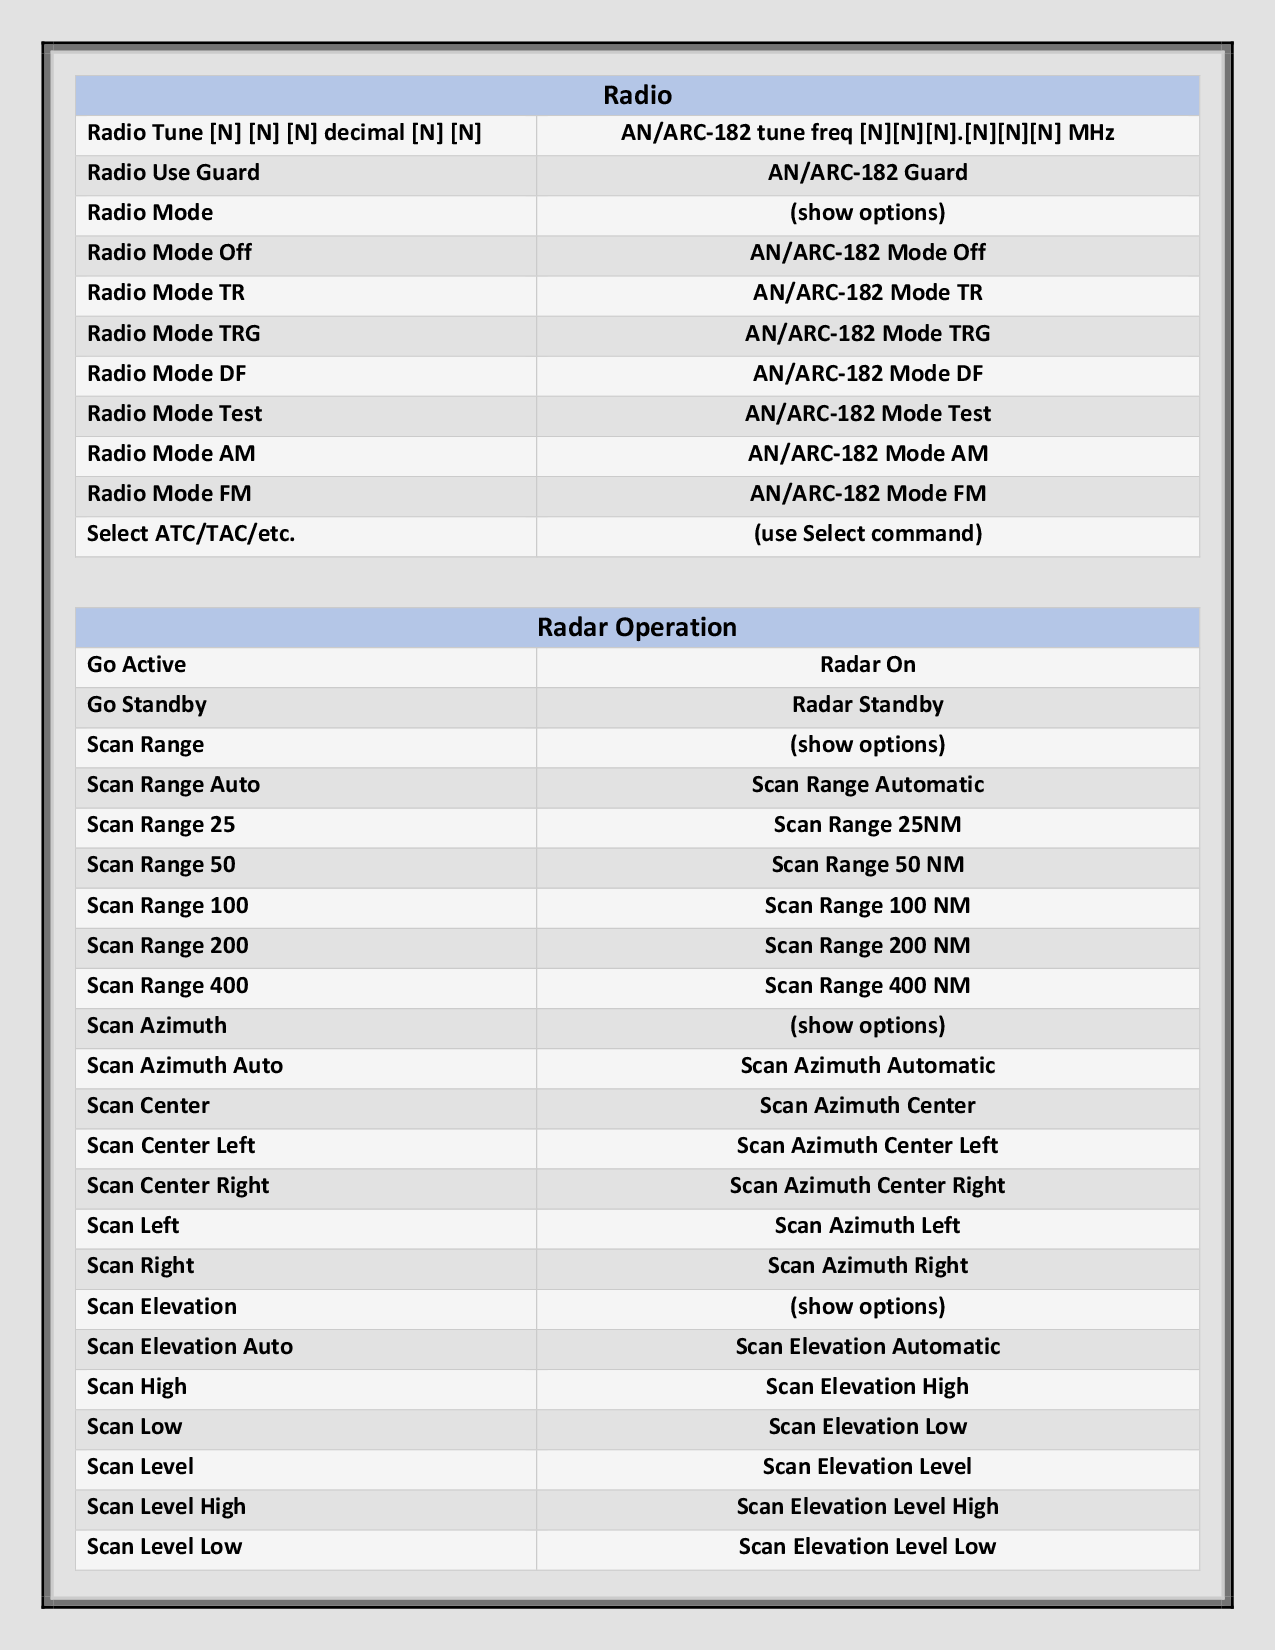 Radio
Radio Tune [N] [N] [N] decimal [N] [N] AN/ARC-182 tune freq [N][N][N].[N][N][N] MHz
Radio Use Guard AN/ARC-182 Guard
Radio Mode (show options)
Radio Mode Off AN/ARC-182 Mode Off
Radio Mode TR AN/ARC-182 Mode TR
Radio Mode TRG AN/ARC-182 Mode TRG
Radio Mode DF AN/ARC-182 Mode DF
Radio Mode Test AN/ARC-182 Mode Test
Radio Mode AM AN/ARC-182 Mode AM
Radio Mode FM AN/ARC-182 Mode FM
Select ATC/TAC/etc. (use Select command)
Radar Operation
Go Active Radar On
Go Standby Radar Standby
Scan Range (show options)
Scan Range Auto Scan Range Automatic
Scan Range 25 Scan Range 25NM
Scan Range 50 Scan Range 50 NM
Scan Range 100 Scan Range 100 NM
Scan Range 200 Scan Range 200 NM
Scan Range 400 Scan Range 400 NM
Scan Azimuth (show options)
Scan Azimuth Auto Scan Azimuth Automatic
Scan Center Scan Azimuth Center
Scan Center Left Scan Azimuth Center Left
Scan Center Right Scan Azimuth Center Right
Scan Left Scan Azimuth Left
Scan Right Scan Azimuth Right
Scan Elevation (show options)
Scan Elevation Auto Scan Elevation Automatic
Scan High Scan Elevation High
Scan Low Scan Elevation Low
Scan Level Scan Elevation Level
Scan Level High Scan Elevation Level High
Scan Level Low Scan Elevation Level Low